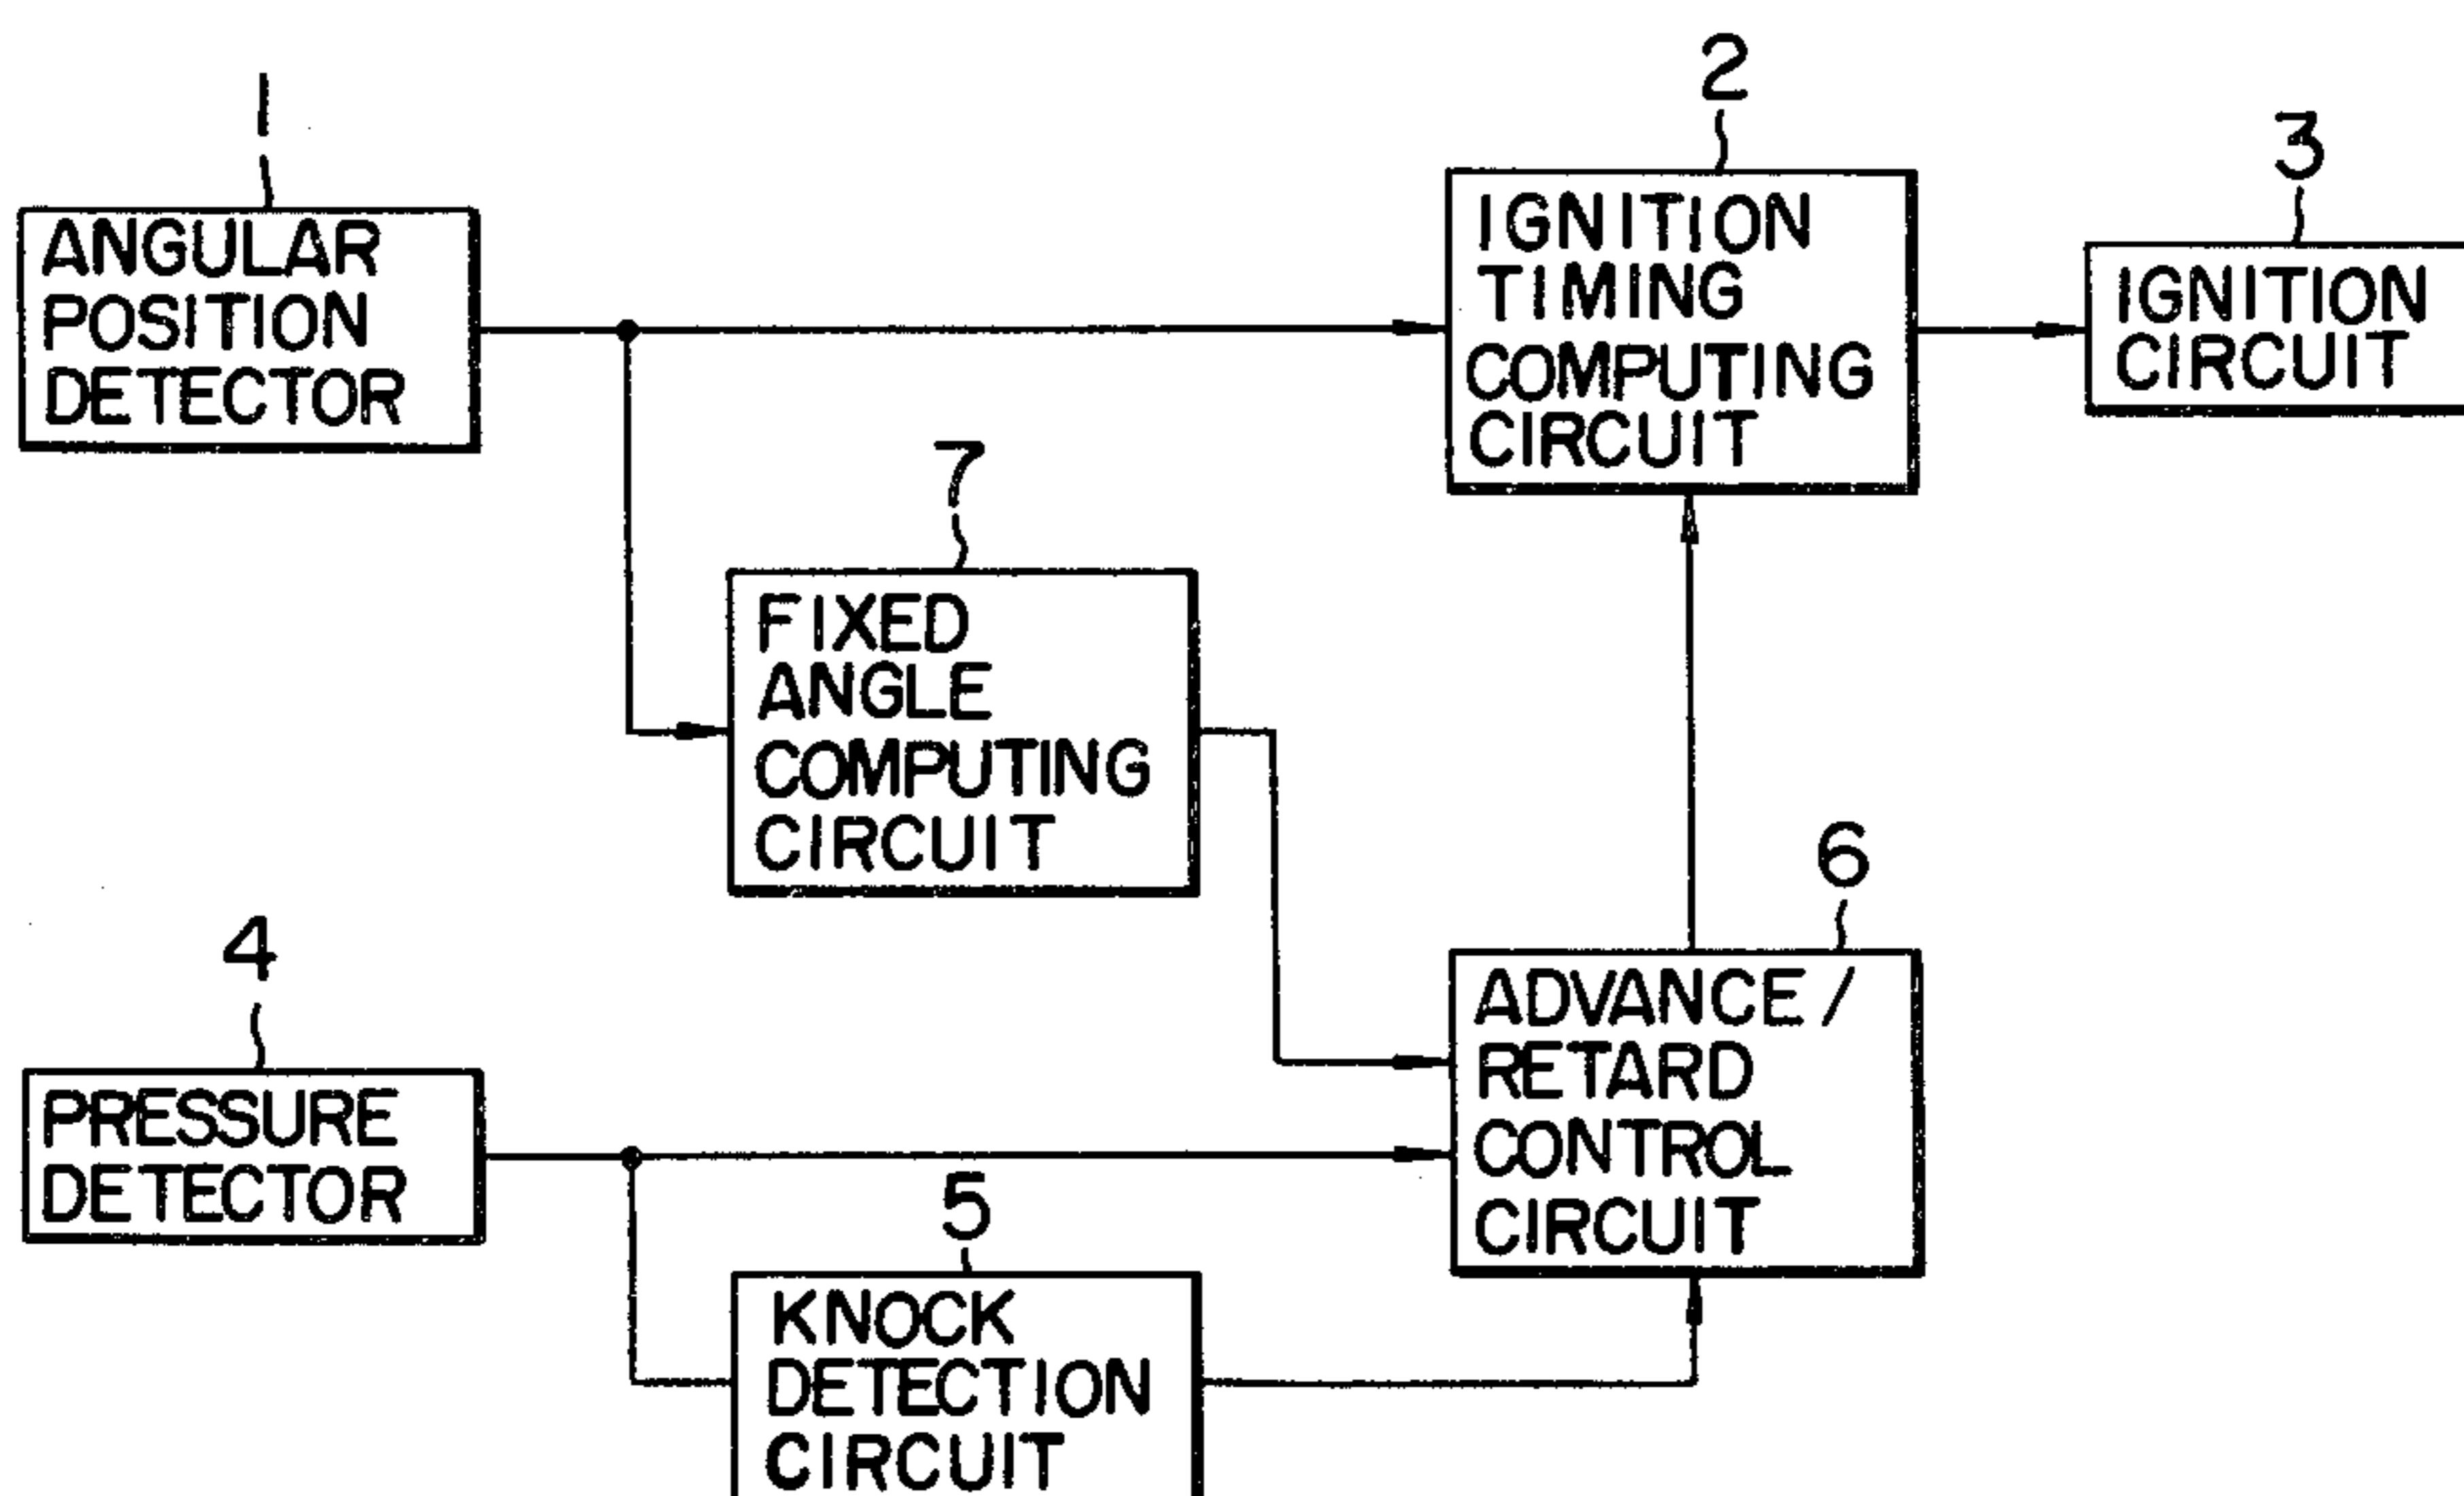 1
ANGULAR
POSITION
DETECTOR
2
IGNITION
TIMING
COMPUTING
CIRCUIT
3
IGNITION
CIRCUIT
7
FIXED
ANGLE
COMPUTING
CIRCUIT
4
PRESSURE
DETECTOR
5
KNOCK
DETECTION
CIRCUIT
6
ADVANCE/
RETARD
CONTROL
CIRCUIT